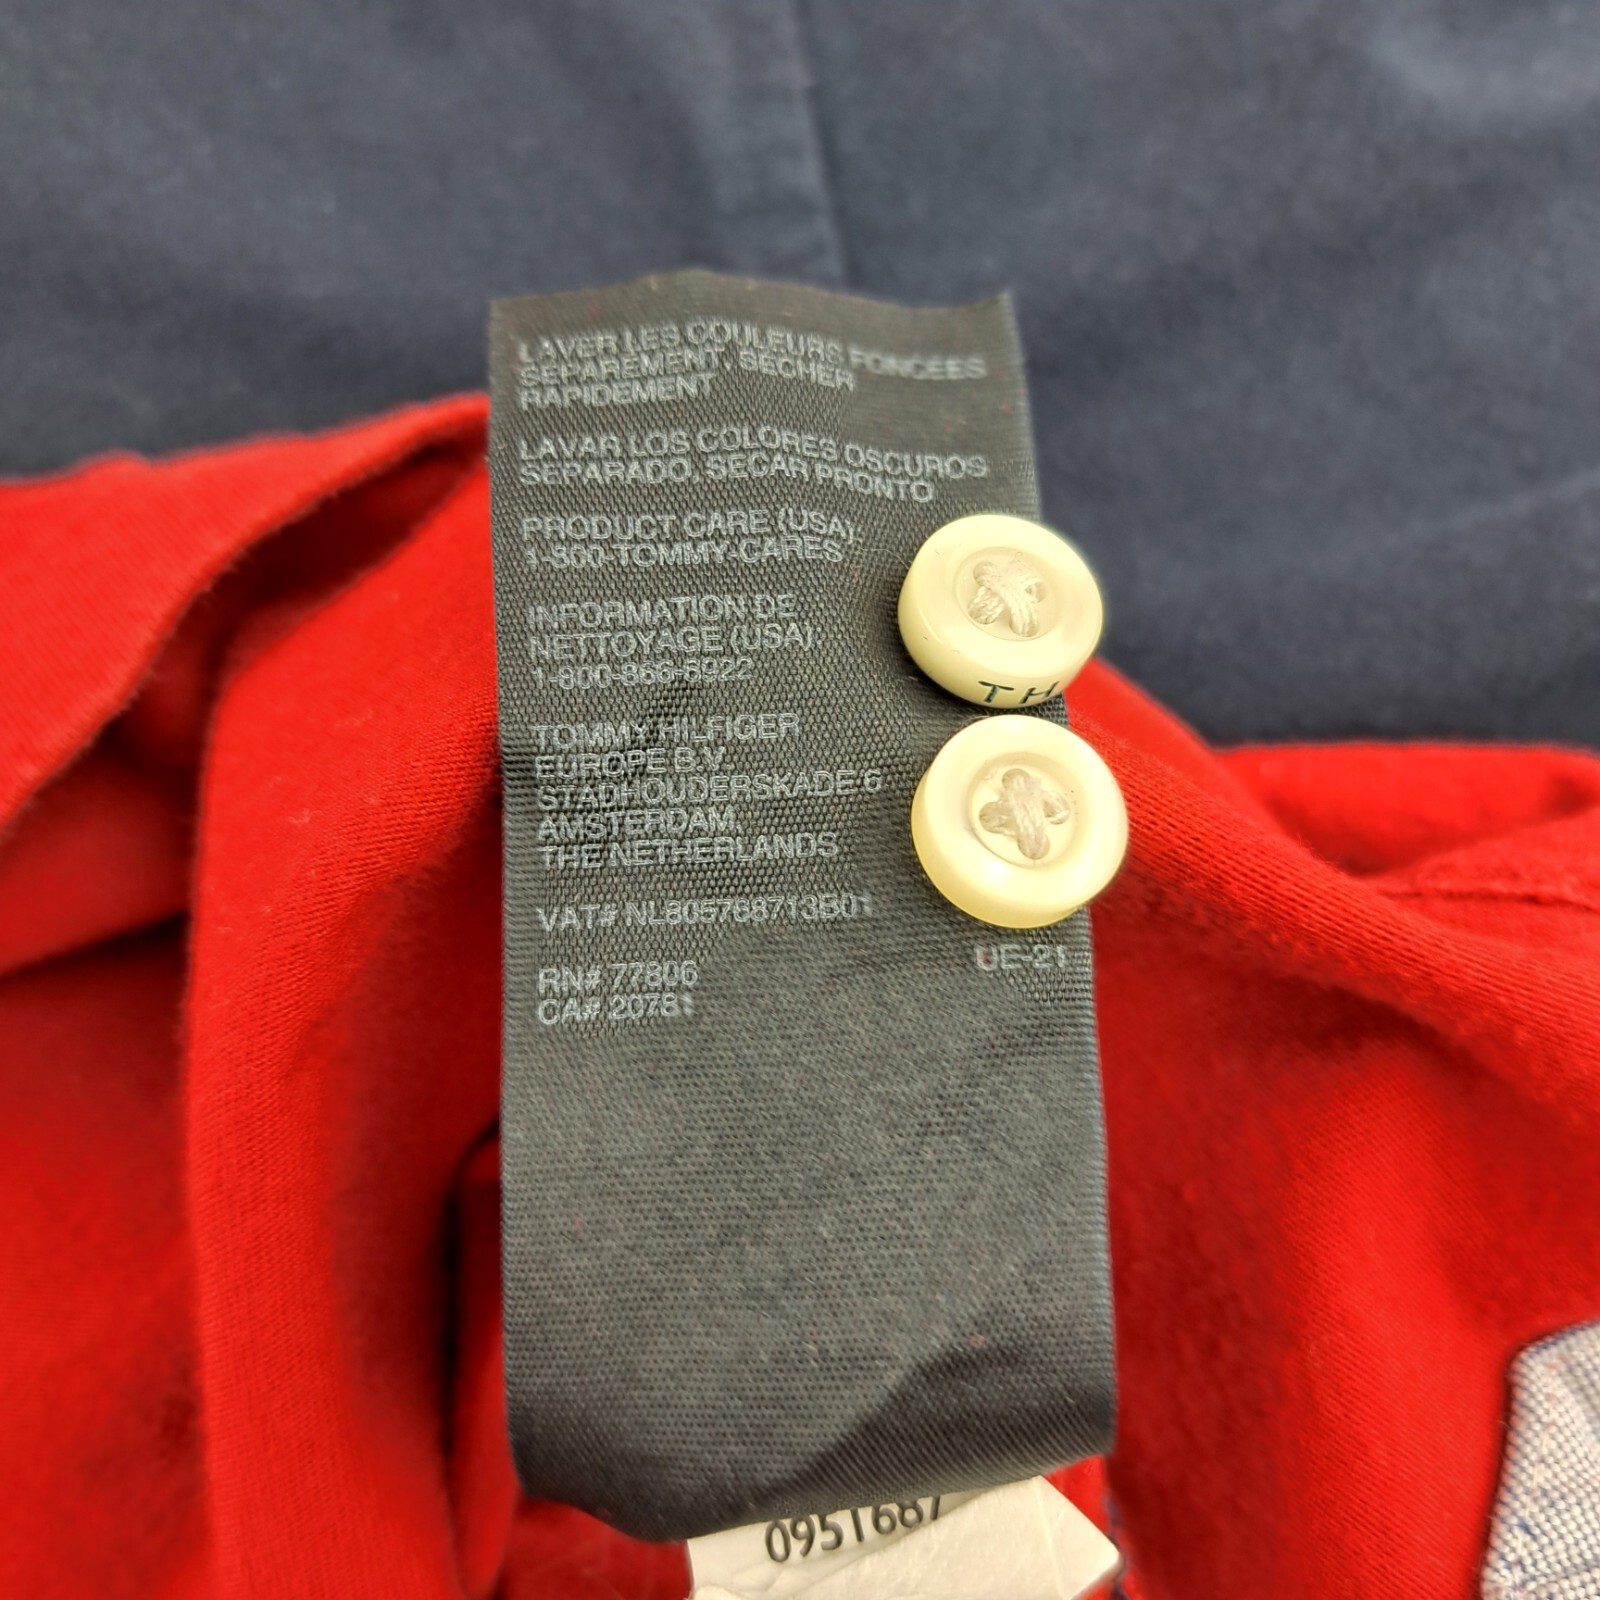 LAVER LES COULEURS FONCEES
SEPAREMENT, SECHER
RAPIDEMENT
LAVAR LOS COLORES OSCUROS
SEPARADO, SECAR PRONTO
PRODUCT CARE (USA)
1-800-TOMMY-CARES
INFORMATION DE
NETTOYAGE (USA)
1-800-866-6922
TOMMY HILFIGER
EUROPE B.V.
STADHOUDERSKADE 6
AMSTERDAM
THE NETHERLANDS
VAT# NL805768713B01
UE-21
RN# 77806
CA# 20781
TH
0951687